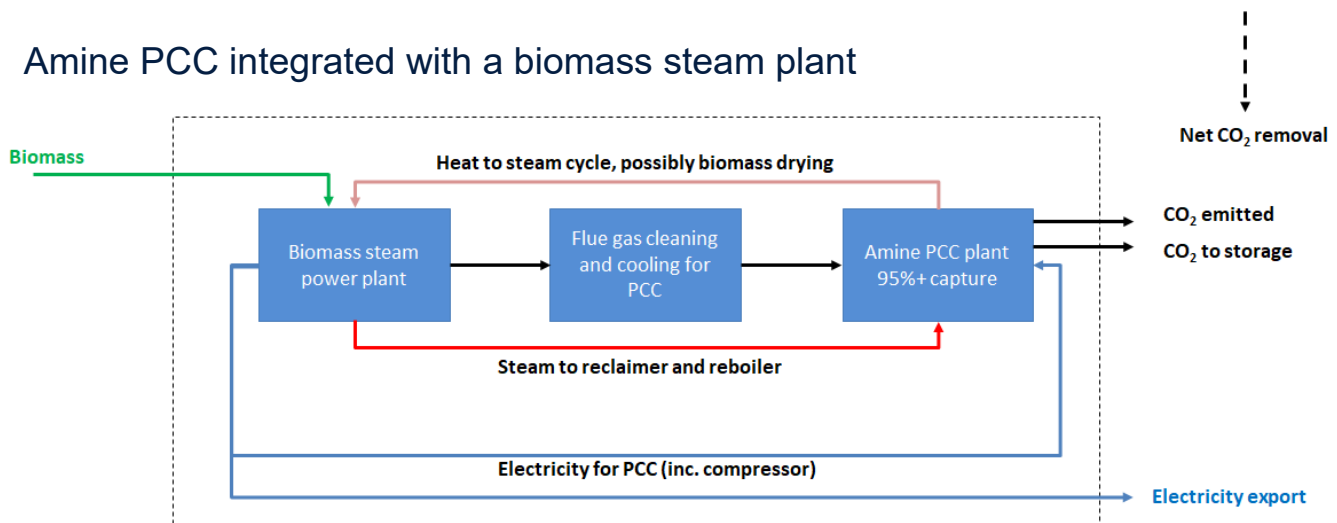 Amine PCC integrated with a biomass steam plant
Net CO₂ removal
Biomass
Heat to steam cycle, possibly biomass drying
Biomass steam
power plant
Flue gas cleaning
and cooling for
PCC
Amine PCC plant
95%+ capture
CO₂ emitted
CO₂ to storage
Steam to reclaimer and reboiler
Electricity for PCC (inc. compressor)
Electricity export